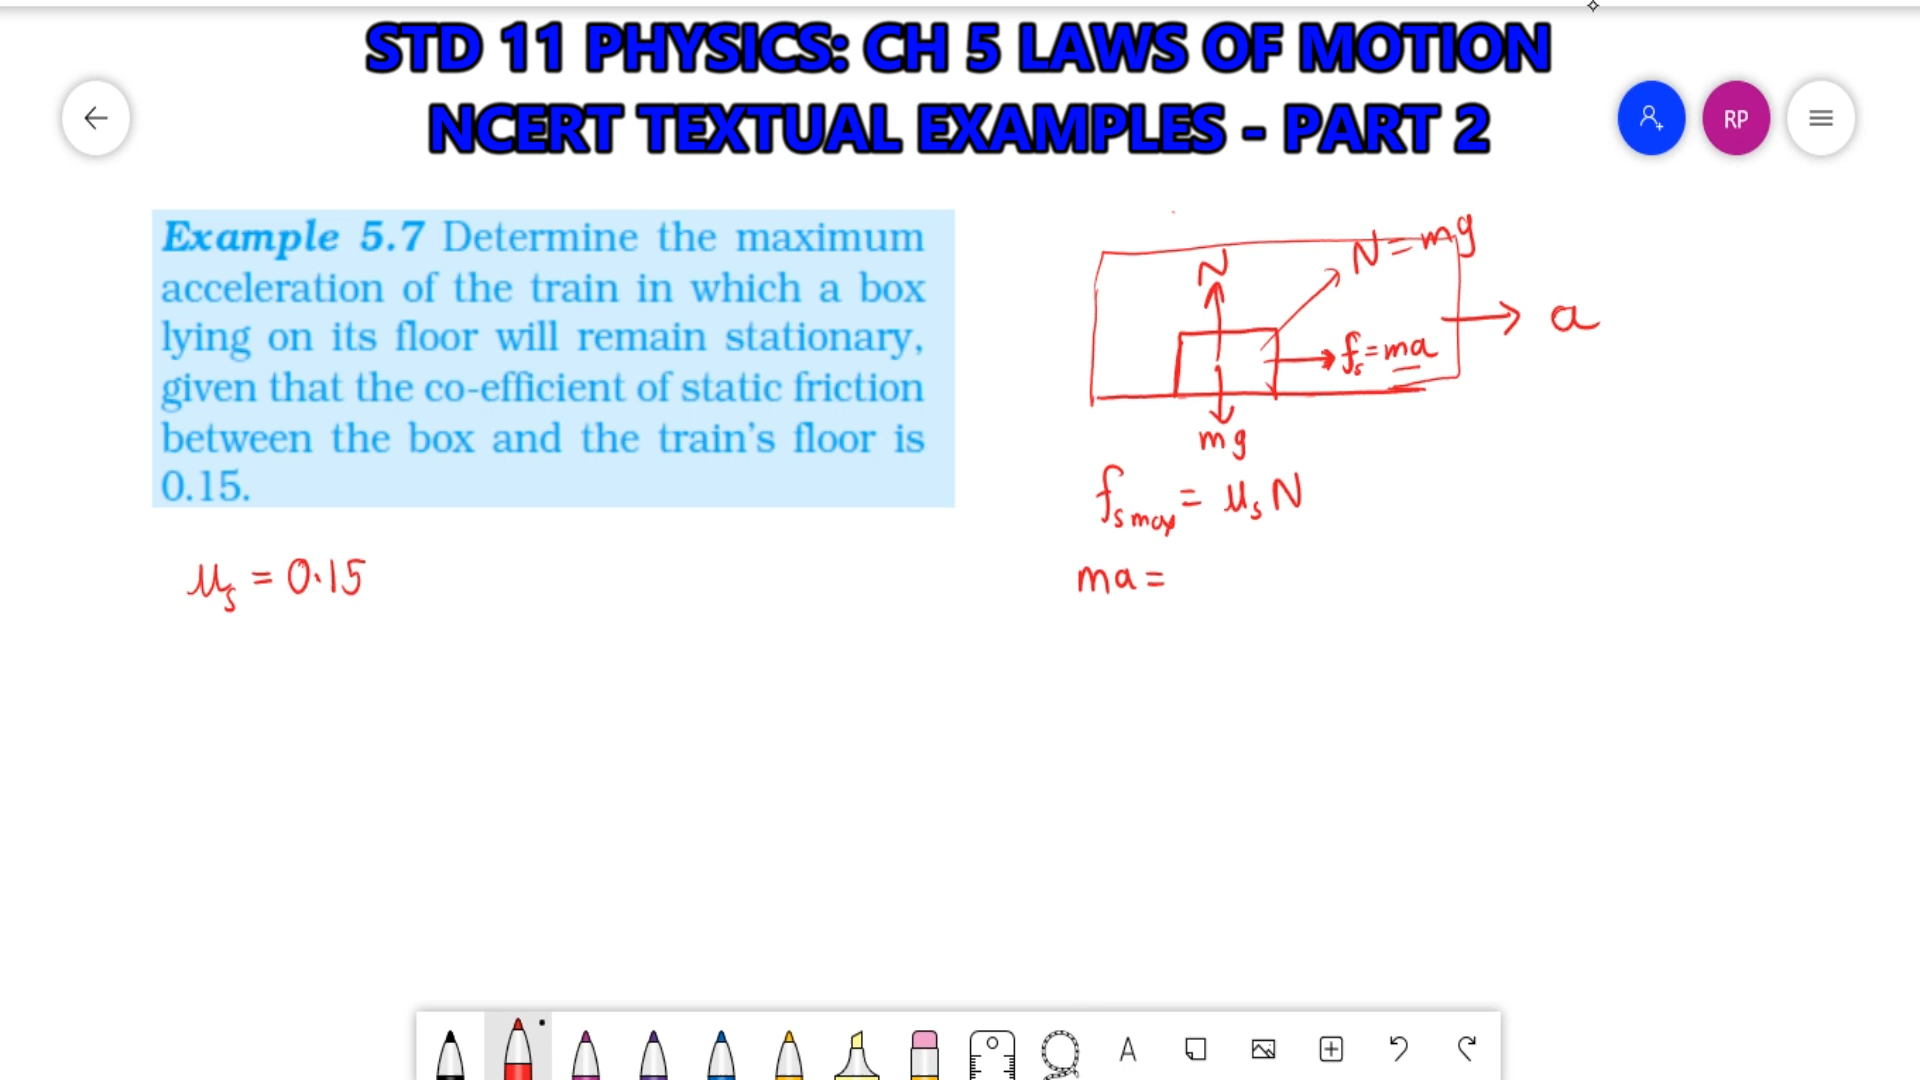 STD 11 PHYSICS: CH 5 LAWS OF MOTION
NCERT TEXTUAL EXAMPLES - PART 2
RP
Example 5.7 Determine the maximum
acceleration of the train in which a box
lying on its floor will remain stationary,
given that the co-efficient of static friction
between the box and the train's floor is
0.15.
μs = 0.15
N = mg
N
a
fs = ma
mg
fs max = μs N
ma =
A